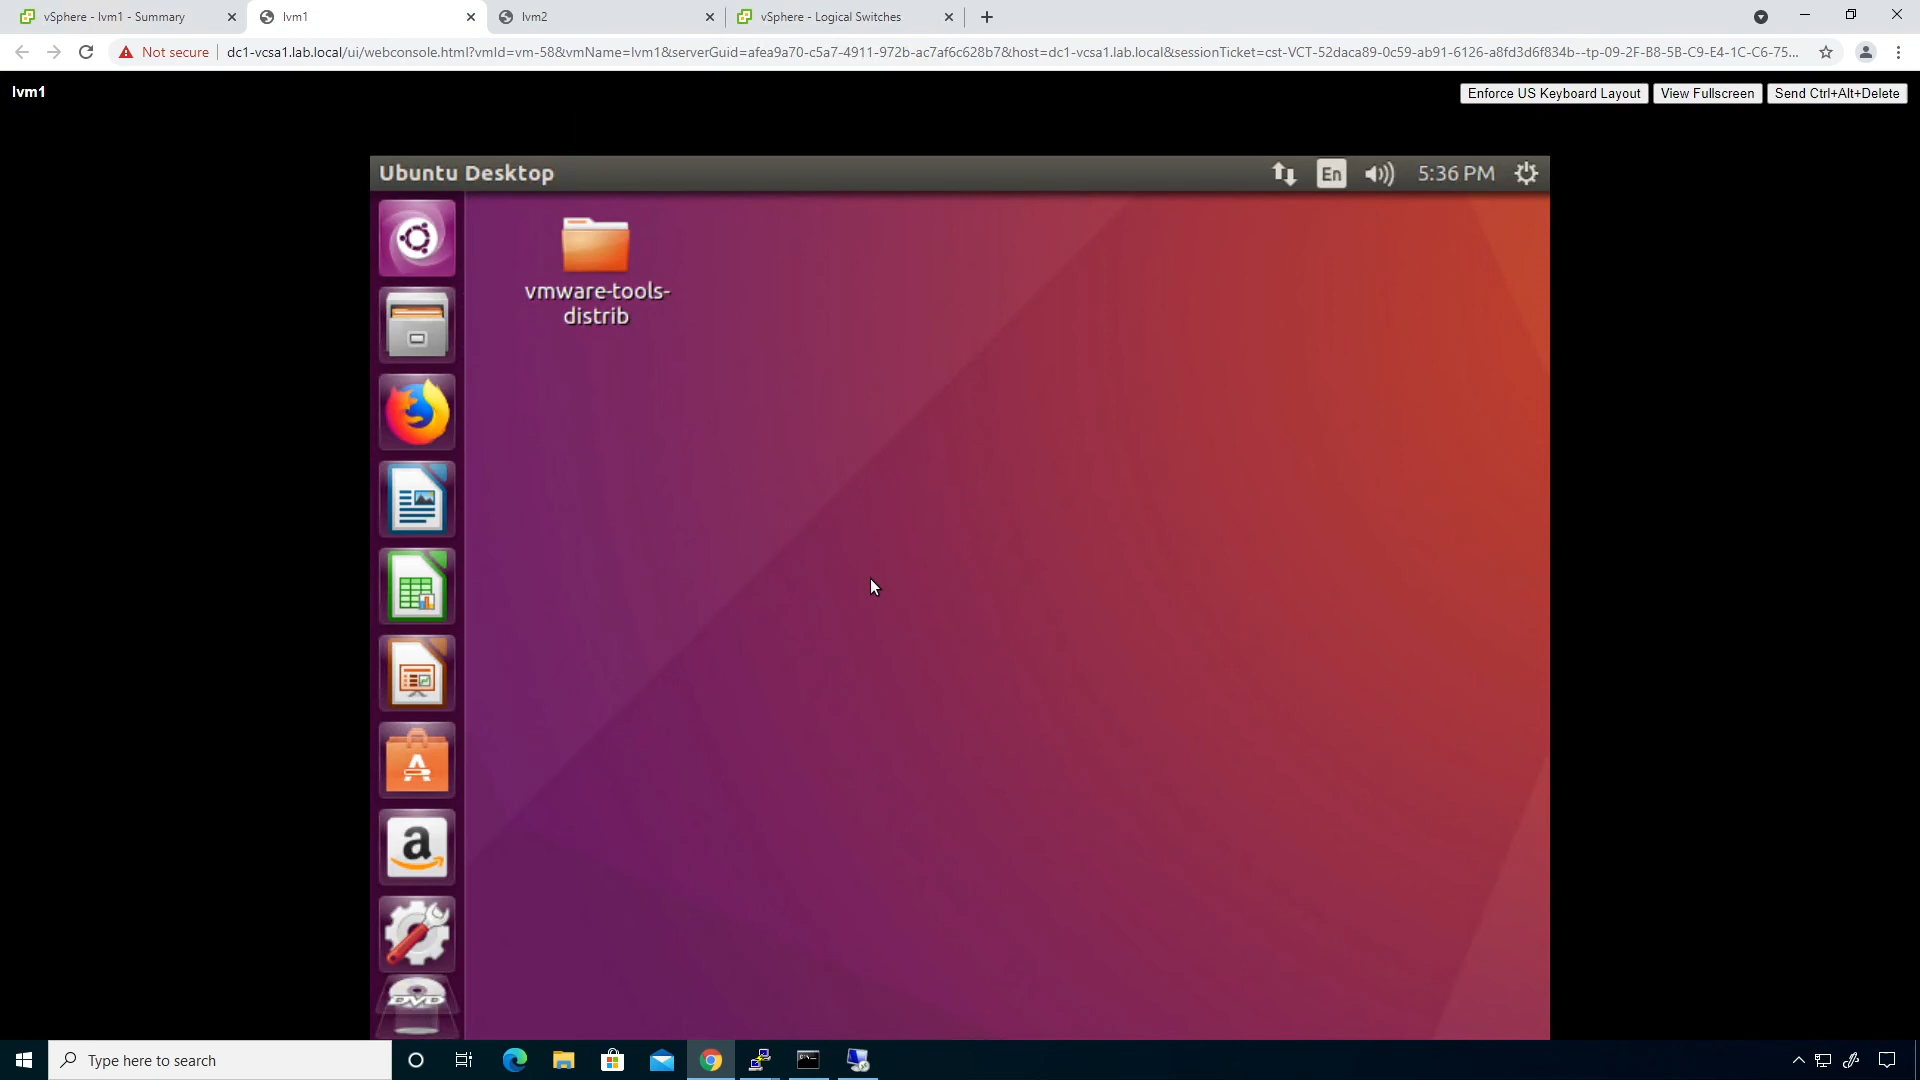 vSphere - lvm1 - Summary
lvm1
lvm2
vSphere - Logical Switches
Not secure
dc1-vcsa1.lab.local/ui/webconsole.html?vmId=vm-58&vmName=lvm1&serverGuid=afea9a70-c5a7-4911-972b-ac7af6c628b7&host=dc1-vcsa1.lab.local&sessionTicket=cst-VCT-52daca89-0c59-ab91-6126-a8fd3d6f834b--tp-09-2F-B8-5B-C9-E4-1C-C6-75...
lvm1
Enforce US Keyboard Layout
View Fullscreen
Send Ctrl+Alt+Delete
Ubuntu Desktop
En
5:36 PM
vmware-tools-
distrib
a
DVD
Type here to search